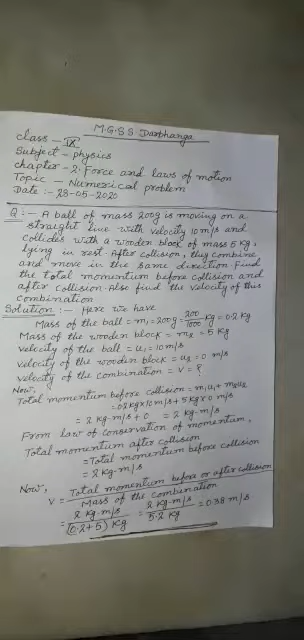 M.G.S.S. Darbhanga
Class - IX
Subject - physics
Chapter - 2. Force and laws of motion
Topic - Numerical problem
Date :- 28-05-2020
Q :- A ball of mass 200g is moving on a
straight line with velocity 10 m/s and
collides with a wooden block of mass 5 kg,
lying in rest. After collision, they combine
and move in the same direction. Find
the total momentum before collision and
after collision. Also find the velocity of this
combination
Solution :- Here we have
Mass of the ball = m₁ = 200g = 200/1000 kg = 0.2 kg
Mass of the wooden block = m₂ = 5 kg
velocity of the ball = u₁ = 10 m/s
velocity of the wooden block = u₂ = 0 m/s
velocity of the combination = v = ?
Now,
Total momentum before collision = m₁u₁ + m₂u₂
= 0.2 kg x 10 m/s + 5 kg x 0 m/s
= 2 kg·m/s + 0 = 2 kg·m/s
From law of conservation of momentum,
Total momentum after collision
= Total momentum before collision
= 2 kg·m/s
Now,
v = Total momentum before or after collision
Mass of the combination
= 2 kg·m/s / (0.2+5) kg = 2 kg·m/s / 5.2 kg = 0.38 m/s